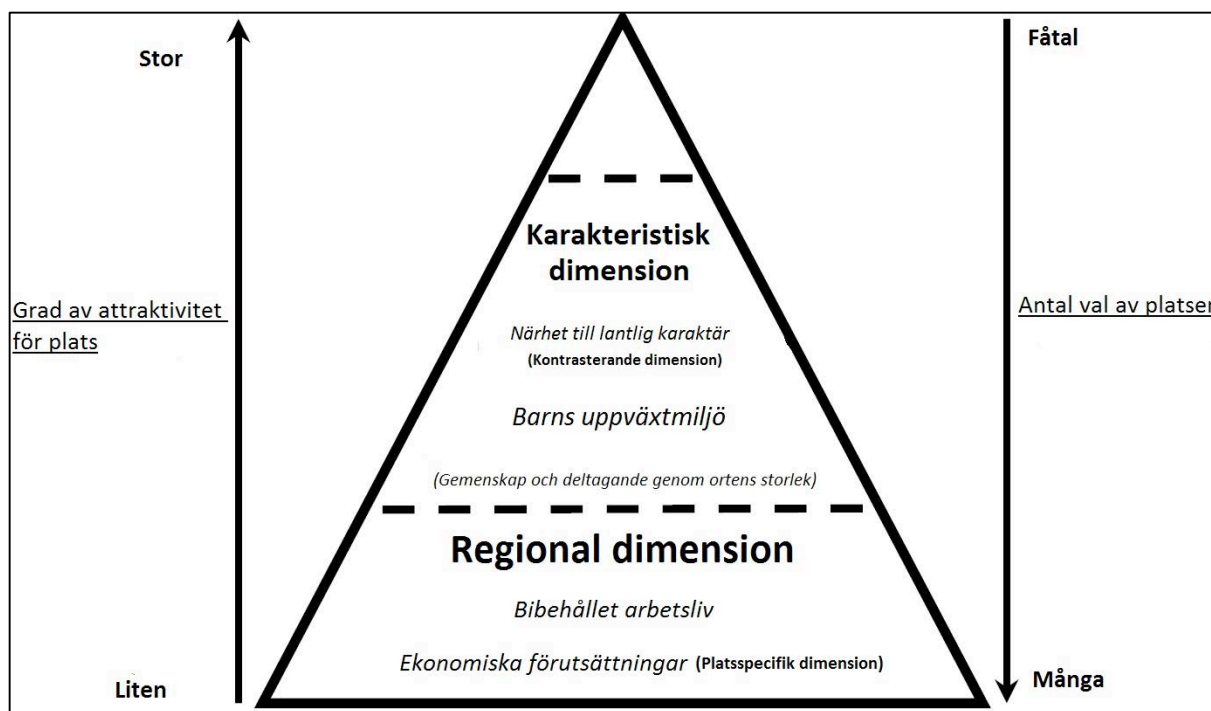 Stor
Fåtal
Karakteristisk
dimension
Grad av attraktivitet
för plats
Antal val av platser
Närhet till lantlig karaktär
(Kontrasterande dimension)
Barns uppväxtmiljö
(Gemenskap och deltagande genom ortens storlek)
Regional dimension
Bibehållet arbetsliv
Ekonomiska förutsättningar (Platsspecifik dimension)
Liten
Många